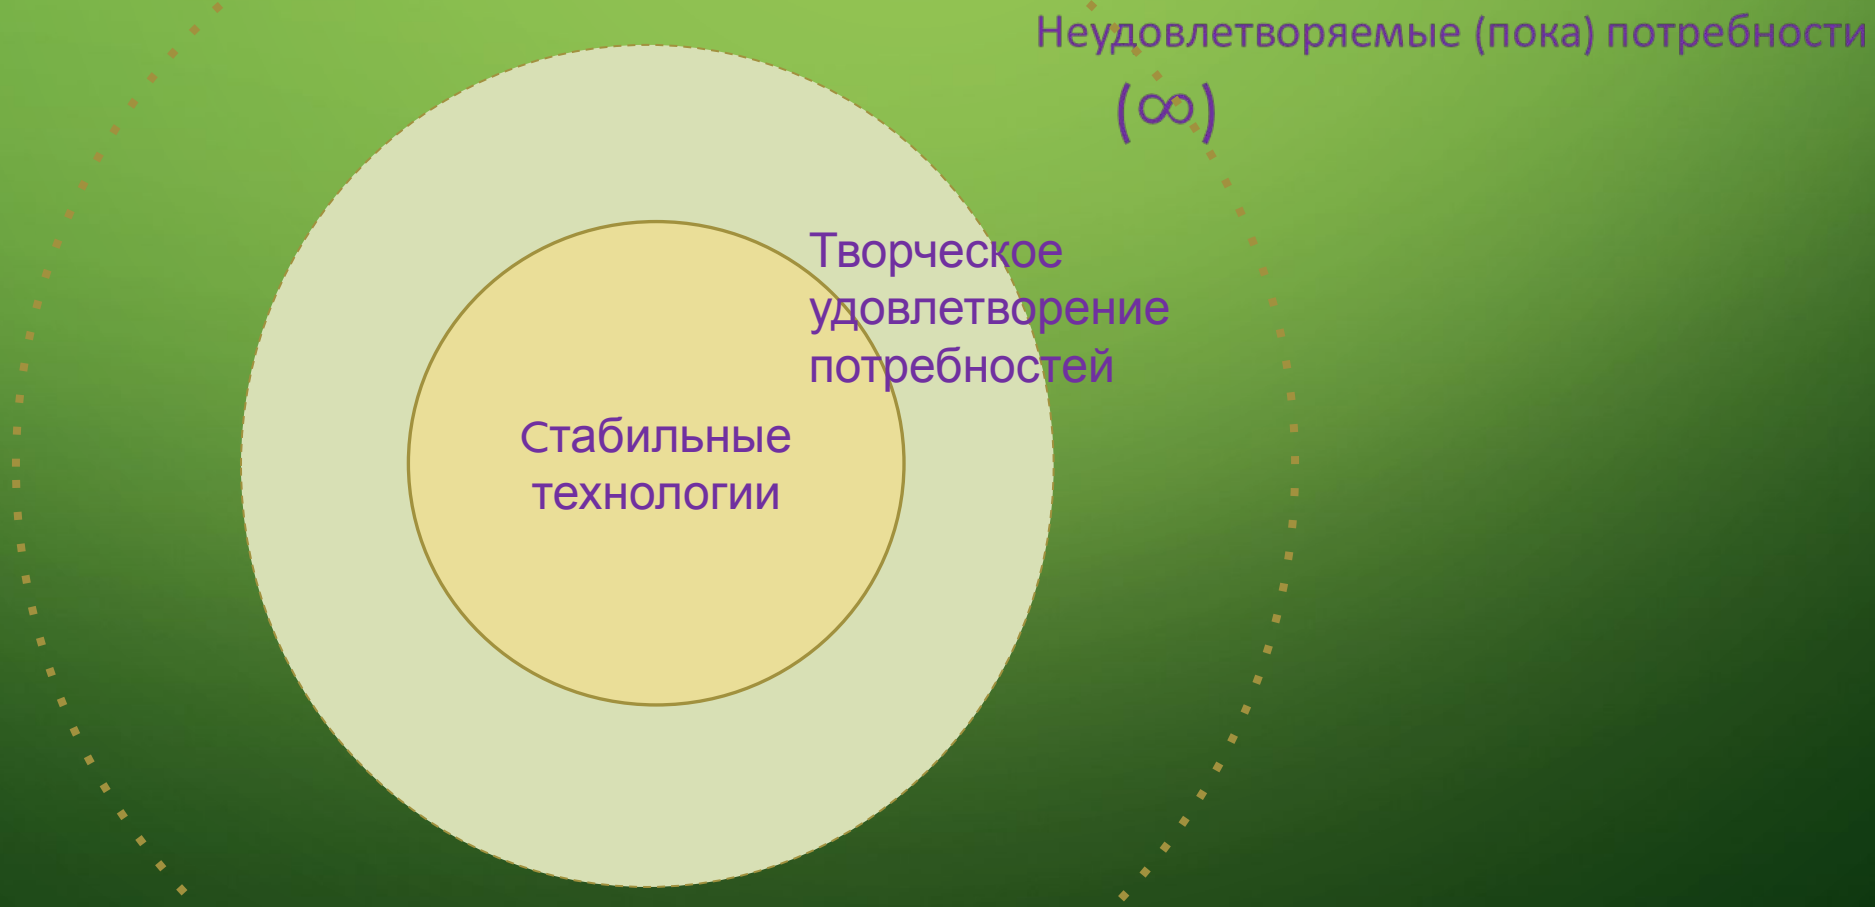 Неудовлетворяемые (пока) потребности
(∞)
Творческое
удовлетворение
потребностей
Стабильные
технологии